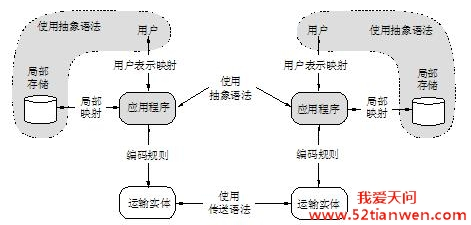 使用抽象语法
用户
用户
使用抽象语法
用户表示映射
用户表示映射
局部
存储
局部
存储
使用
抽象语法
局部
映射
应用程序
应用程序
局部
映射
编码规则
编码规则
运输实体
使用
传送语法
运输实体
我爱天问
www.52tianwen.com